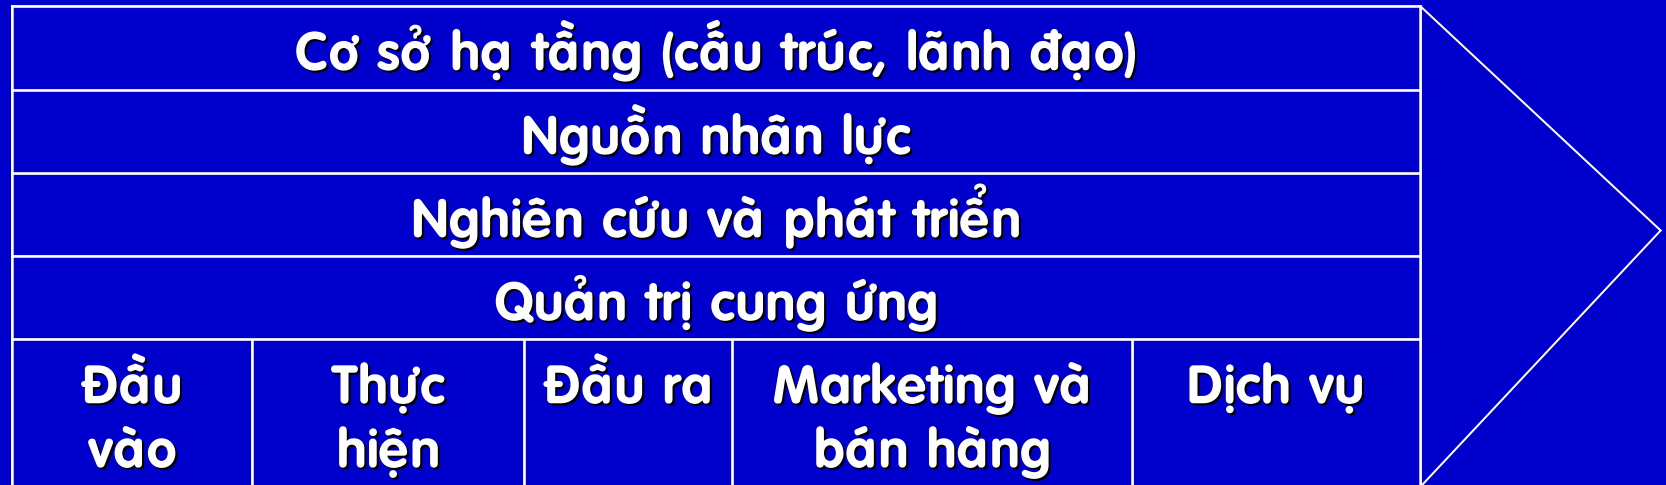 Cơ sở hạ tầng (cấu trúc, lãnh đạo)
Nguồn nhân lực
Nghiên cứu và phát triển
Quản trị cung ứng
Đầu
vào
Thực
hiện
Đầu ra
Marketing và
bán hàng
Dịch vụ